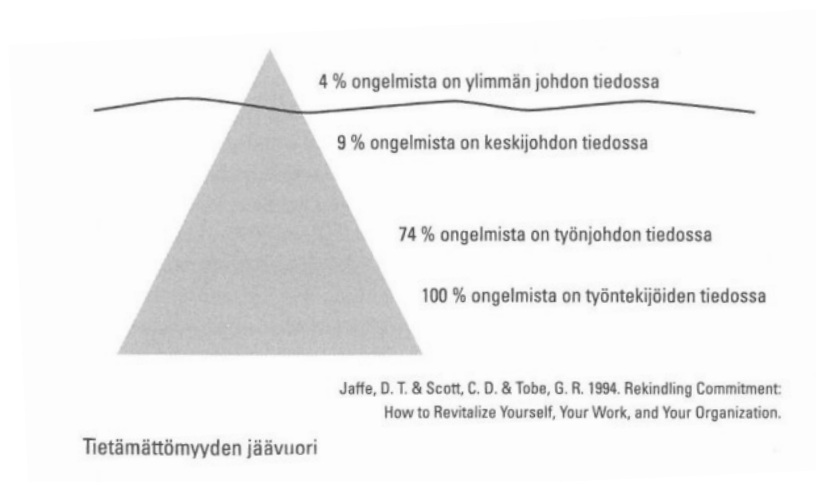 4 % ongelmista on ylimmän johdon tiedossa
9 % ongelmista on keskijohdon tiedossa
74 % ongelmista on työnjohdon tiedossa
100 % ongelmista on työntekijöiden tiedossa
Jaffe, D. T. & Scott, C. D. & Tobe, G. R. 1994. Rekindling Commitment:
How to Revitalize Yourself, Your Work, and Your Organization.
Tietämättömyyden jäävuori